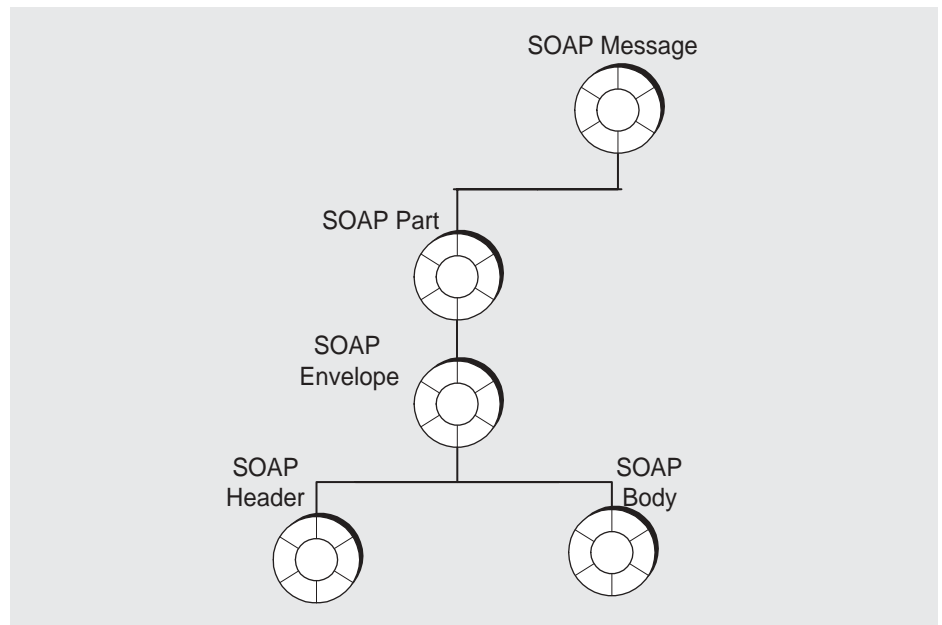 SOAP Message
SOAP Part
SOAP
Envelope
SOAP
Header
SOAP
Body